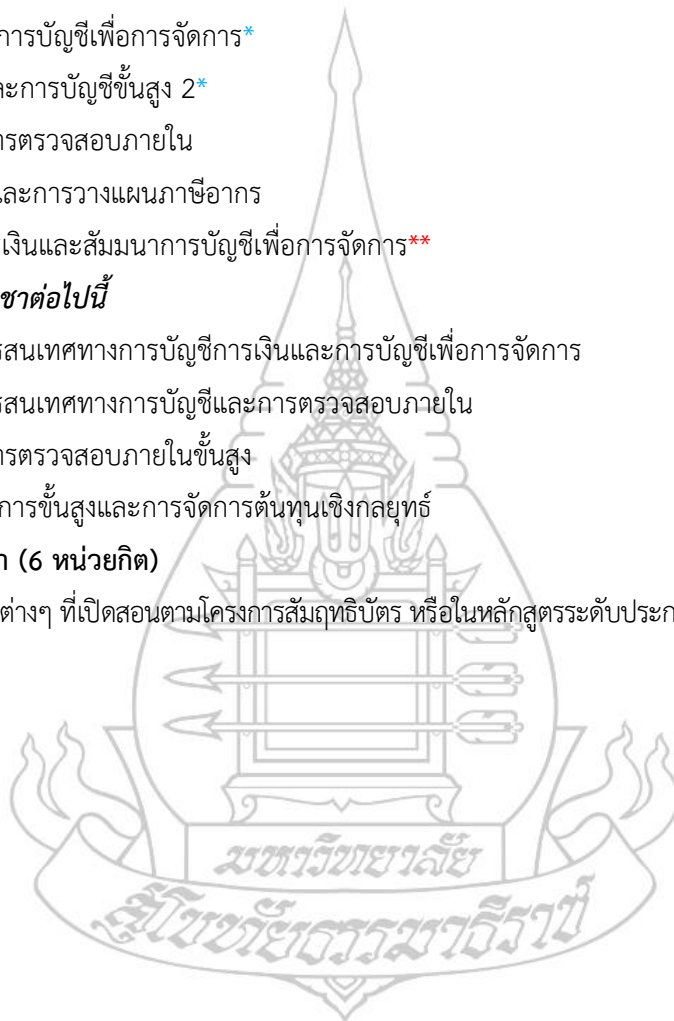 การบัญชีเพื่อการจัดการ*
ละการบัญชีขั้นสูง 2*
ารตรวจสอบภายใน
และการวางแผนภาษีอากร
เงินและสัมมนาการบัญชีเพื่อการจัดการ**
ชาต่อไปนี้
รสนเทศทางการบัญชีการเงินและการบัญชีเพื่อการจัดการ
รสนเทศทางการบัญชีและการตรวจสอบภายใน
ารตรวจสอบภายในขั้นสูง
การขั้นสูงและการจัดการต้นทุนเชิงกลยุทธ์
า (6 หน่วยกิต)
ต่างๆ ที่เปิดสอนตามโครงการสัมฤทธิบัตร หรือในหลักสูตรระดับประก
มหาวิทยาลัย
สุโขทัยธรรมาธิราช